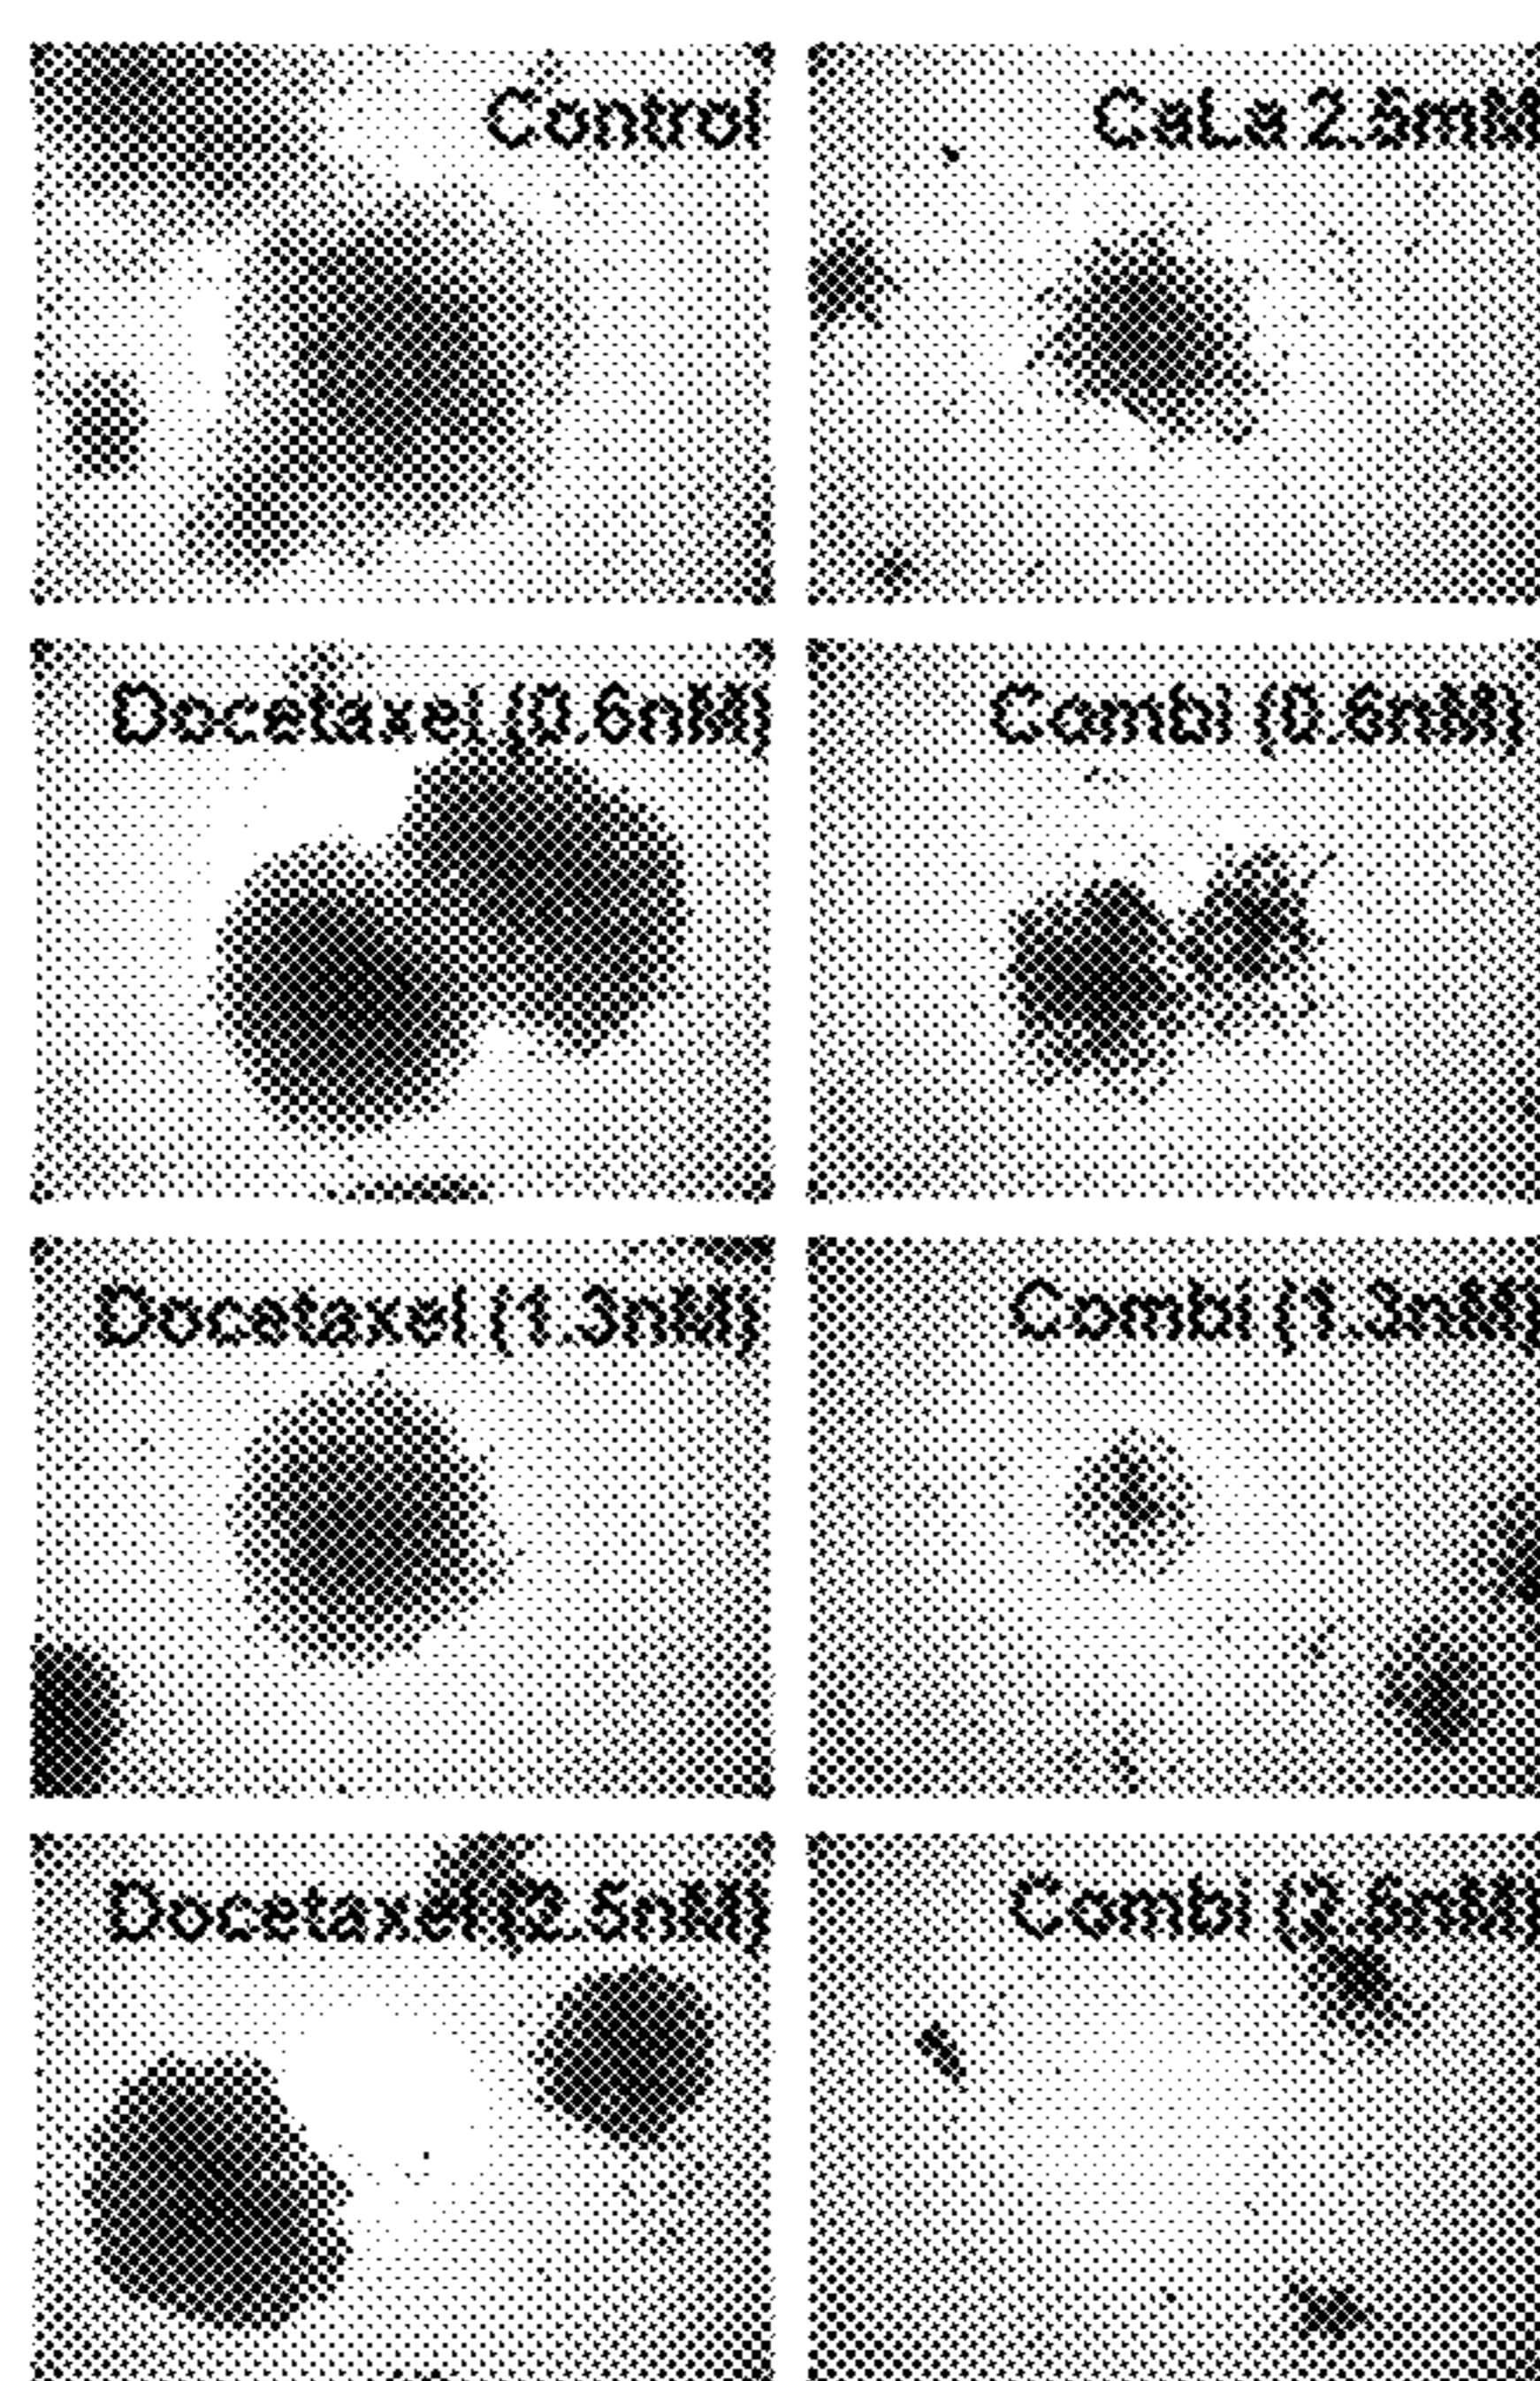 Control
CaLa 2.5mM
Docetaxel (0.6nM)
Combi (0.6nM)
Docetaxel (1.3nM)
Combi (1.3nM)
Docetaxel (2.5nM)
Combi (2.5nM)